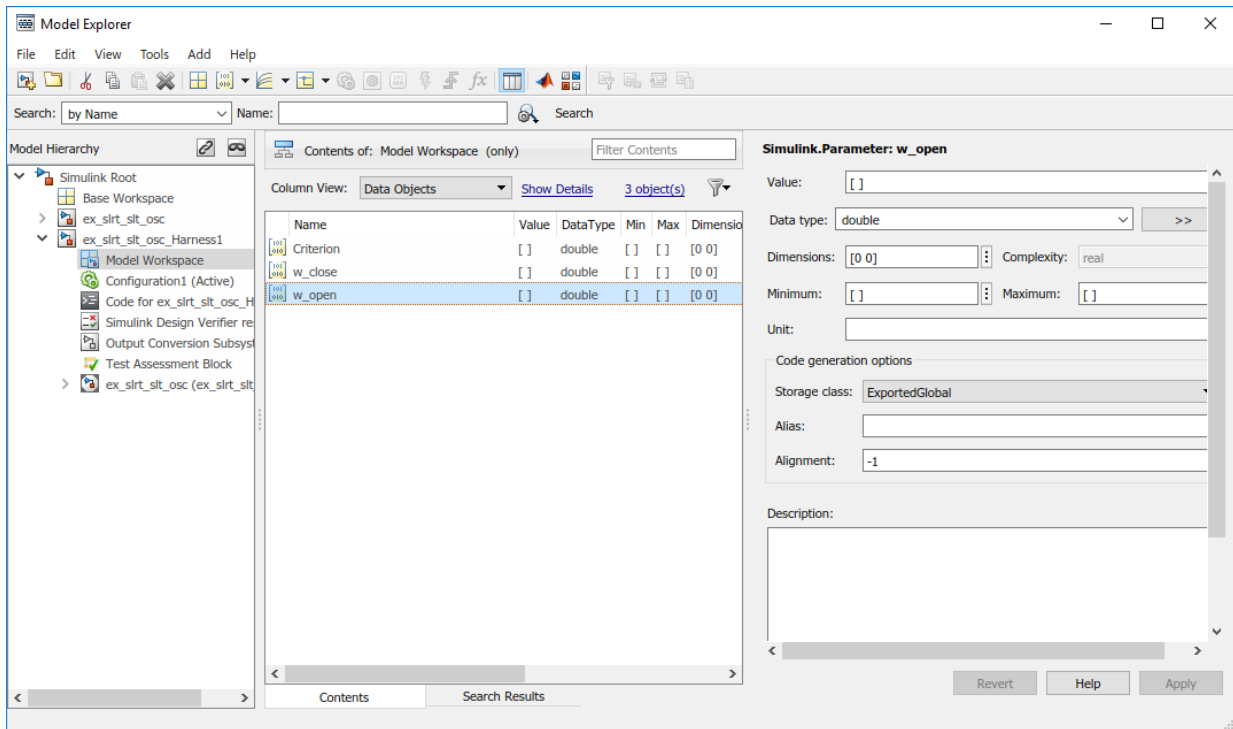 Model Explorer
File Edit View Tools Add Help
fx
Search: by Name Name: Search
Model Hierarchy
Simulink Root
Base Workspace
ex_slrt_slt_osc
ex_slrt_slt_osc_Harness1
Model Workspace
Configuration1 (Active)
Code for ex_slrt_slt_osc_H
Simulink Design Verifier re
Output Conversion Subsyst
Test Assessment Block
ex_slrt_slt_osc (ex_slrt_slt
Contents of: Model Workspace (only) Filter Contents
Column View: Data Objects Show Details 3 object(s)
Name Value DataType Min Max Dimensio
Criterion [ ] double [ ] [ ] [0 0]
w_close [ ] double [ ] [ ] [0 0]
w_open [ ] double [ ] [ ] [0 0]
Contents Search Results
Simulink.Parameter: w_open
Value: [ ]
Data type: double >>
Dimensions: [0 0] Complexity: real
Minimum: [ ] Maximum: [ ]
Unit:
Code generation options
Storage class: ExportedGlobal
Alias:
Alignment: -1
Description:
Revert Help Apply